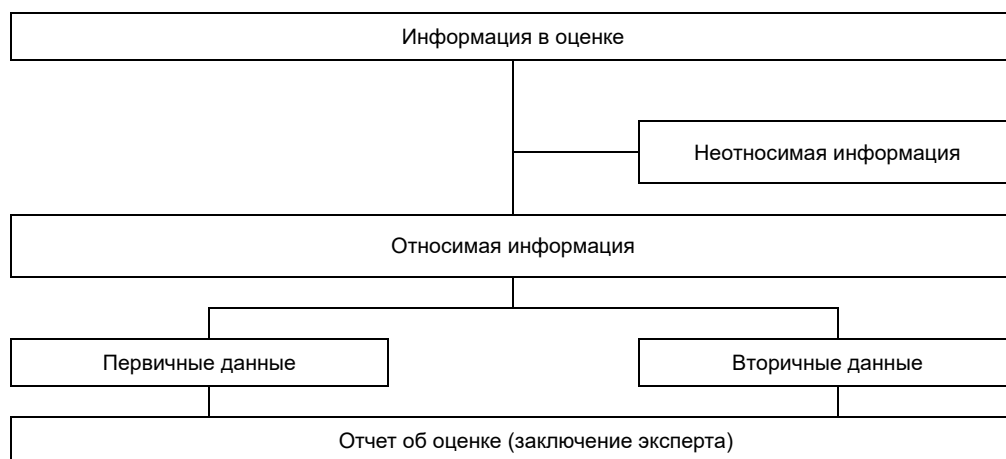 Информация в оценке
Неотносимая информация
Относимая информация
Первичные данные
Вторичные данные
Отчет об оценке (заключение эксперта)